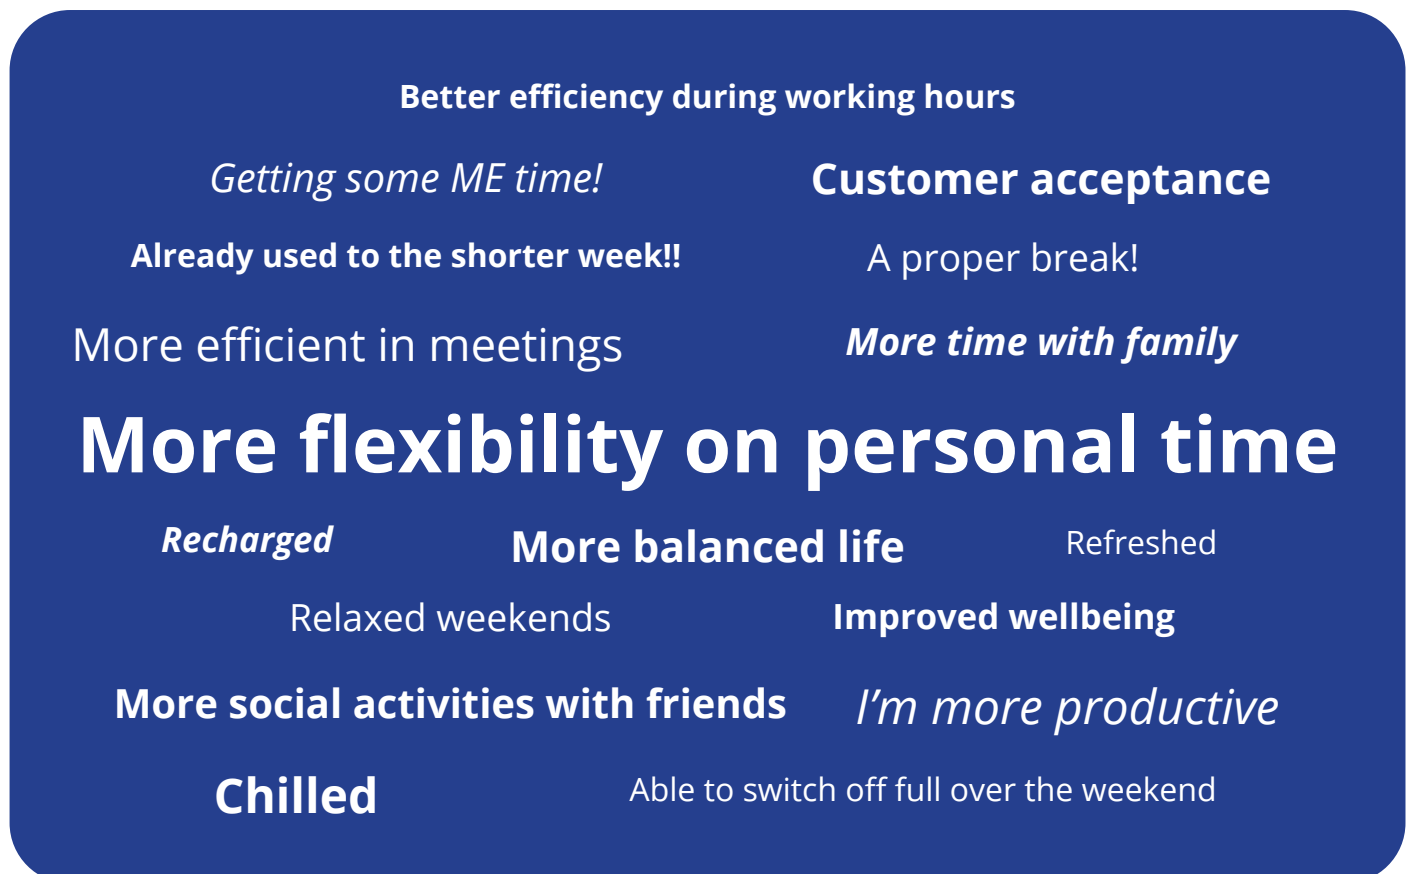 Better efficiency during working hours
Getting some ME time!
Customer acceptance
Already used to the shorter week!!
A proper break!
More efficient in meetings
More time with family
More flexibility on personal time
Recharged
More balanced life
Refreshed
Relaxed weekends
Improved wellbeing
More social activities with friends
I’m more productive
Chilled
Able to switch off full over the weekend